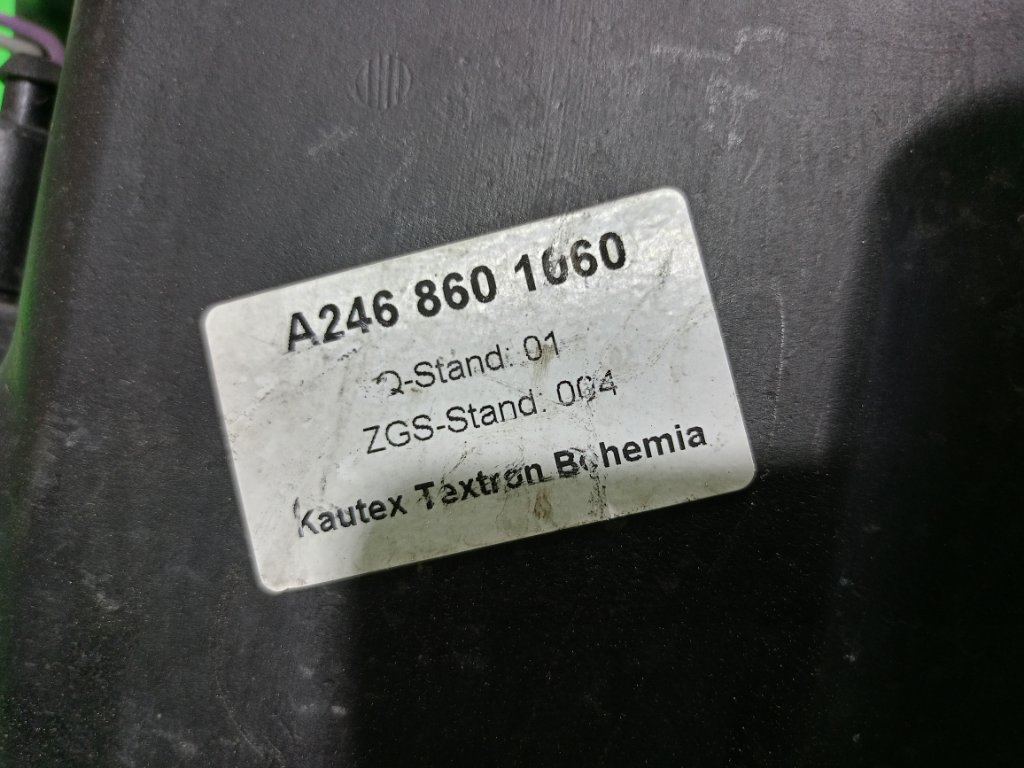 A246 860 1060
Q-Stand: 01
ZGS-Stand: 004
Kautex Textron Bohemia